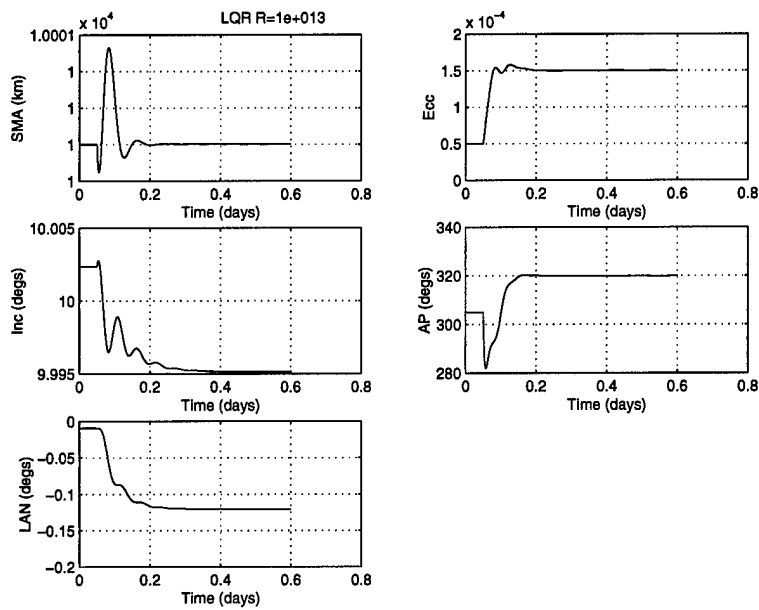 LQR R=1e+013
x 10^4
1.0001
1
1
1
1
SMA (km)
0 0.2 0.4 0.6 0.8
Time (days)
x 10^-4
2
1.5
1
0.5
0
Ecc
0 0.2 0.4 0.6 0.8
Time (days)
10.005
10
9.995
Inc (degs)
0 0.2 0.4 0.6 0.8
Time (days)
340
320
300
280
AP (degs)
0 0.2 0.4 0.6 0.8
Time (days)
0
−0.05
−0.1
−0.15
−0.2
LAN (degs)
0 0.2 0.4 0.6 0.8
Time (days)